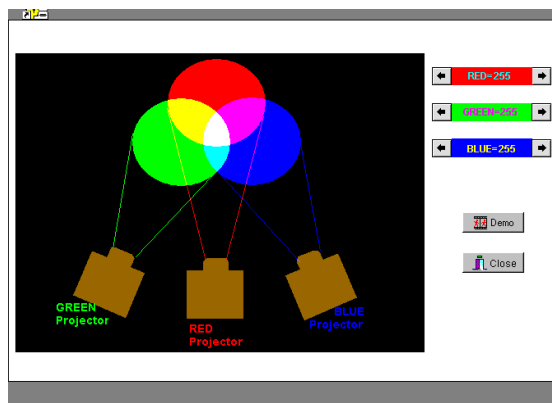 RED=255
GREEN=255
BLUE=255
Demo
Close
GREEN
Projector
RED
Projector
BLUE
Projector